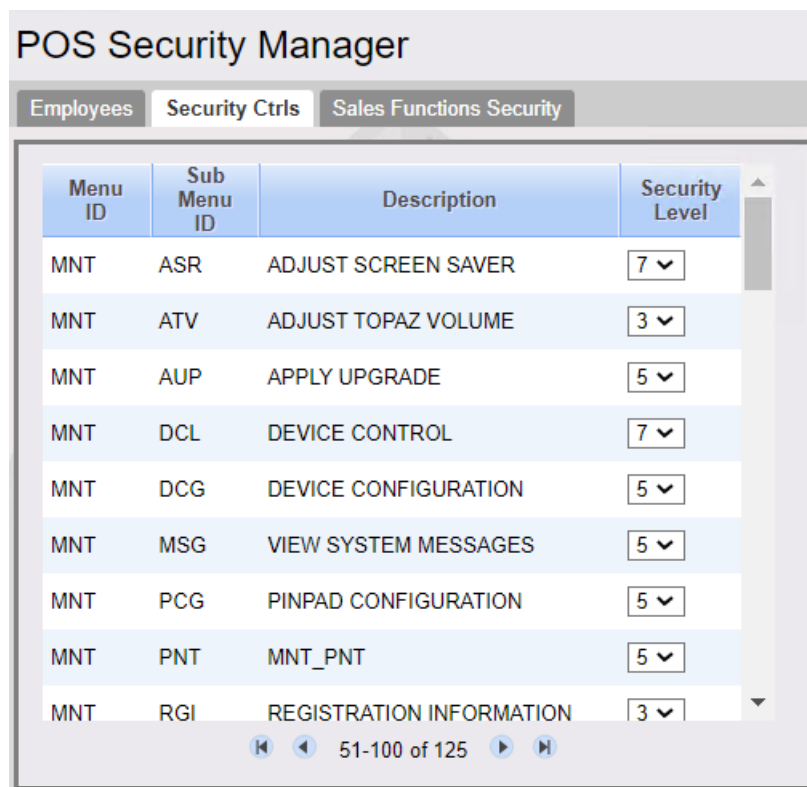 POS Security Manager
Employees Security Ctrls Sales Functions Security
Menu ID Sub Menu ID Description Security Level
MNT ASR ADJUST SCREEN SAVER 7
MNT ATV ADJUST TOPAZ VOLUME 3
MNT AUP APPLY UPGRADE 5
MNT DCL DEVICE CONTROL 7
MNT DCG DEVICE CONFIGURATION 5
MNT MSG VIEW SYSTEM MESSAGES 5
MNT PCG PINPAD CONFIGURATION 5
MNT PNT MNT_PNT 5
MNT RGI REGISTRATION INFORMATION 3
51-100 of 125